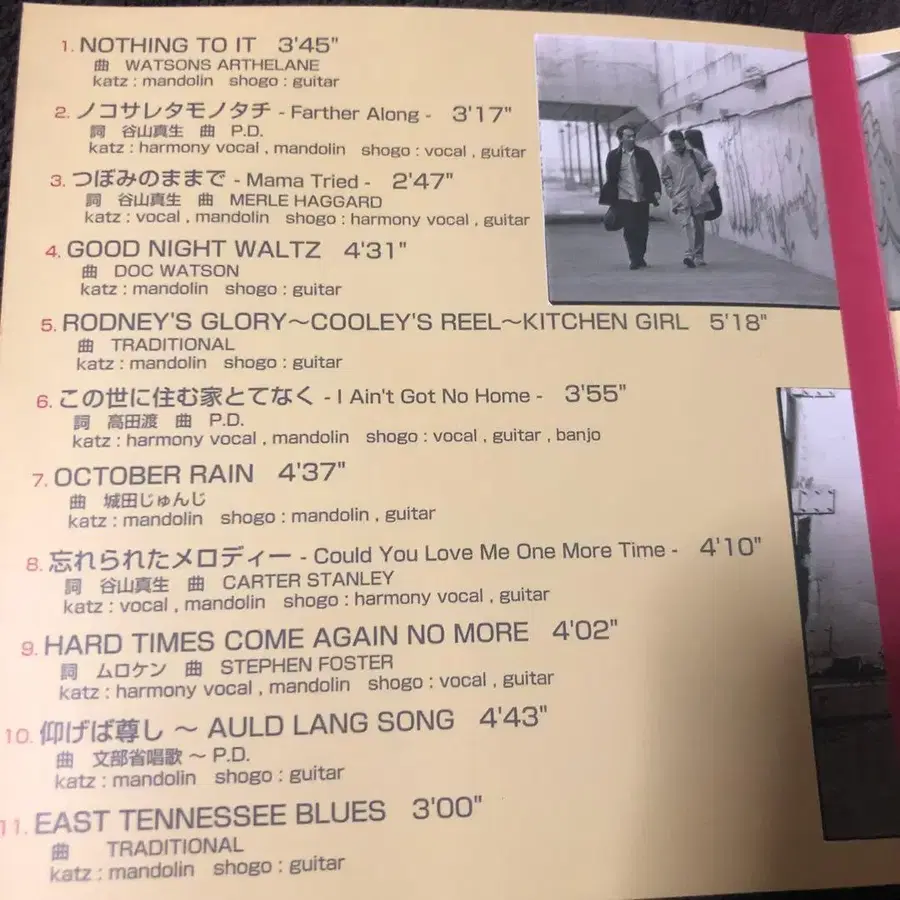 1. NOTHING TO IT 3'45"
曲 WATSONS ARTHELANE
katz : mandolin shogo : guitar
2. ノコサレタモノタチ - Farther Along - 3'17"
詞 谷山真生 曲 P.D.
katz : harmony vocal , mandolin shogo : vocal , guitar
3. つぼみのままで - Mama Tried - 2'47"
詞 谷山真生 曲 MERLE HAGGARD
katz : vocal , mandolin shogo : harmony vocal , guitar
4. GOOD NIGHT WALTZ 4'31"
曲 DOC WATSON
katz : mandolin shogo : guitar
5. RODNEY'S GLORY～COOLEY'S REEL～KITCHEN GIRL 5'18"
曲 TRADITIONAL
katz : mandolin shogo : guitar
6. この世に住む家とてなく - I Ain't Got No Home - 3'55"
詞 高田渡 曲 P.D.
katz : harmony vocal , mandolin shogo : vocal , guitar , banjo
7. OCTOBER RAIN 4'37"
曲 城田じゅんじ
katz : mandolin shogo : mandolin , guitar
8. 忘れられたメロディー - Could You Love Me One More Time - 4'10"
詞 谷山真生 曲 CARTER STANLEY
katz : vocal , mandolin shogo : harmony vocal , guitar
9. HARD TIMES COME AGAIN NO MORE 4'02"
詞 ムロケン 曲 STEPHEN FOSTER
katz : harmony vocal , mandolin shogo : vocal , guitar
10. 仰げば尊し ～ AULD LANG SONG 4'43"
曲 文部省唱歌 ～ P.D.
katz : mandolin shogo : guitar
11. EAST TENNESSEE BLUES 3'00"
曲 TRADITIONAL
katz : mandolin shogo : guitar